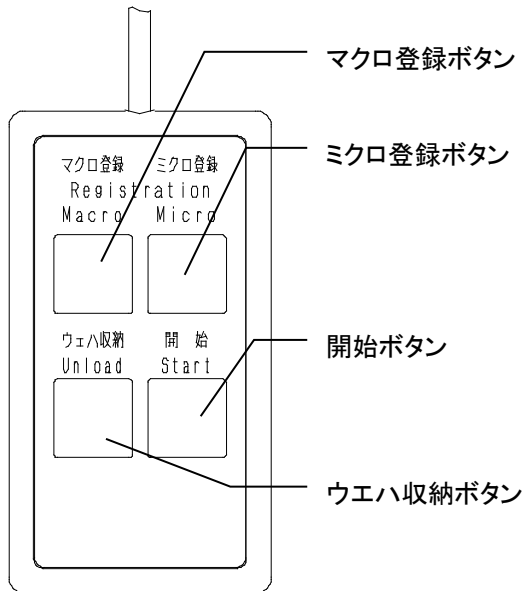 マクロ登録ボタン
マクロ登録 ミクロ登録
ミクロ登録ボタン
Registration
Macro Micro
ウェハ収納 開 始
開始ボタン
Unload Start
ウエハ収納ボタン